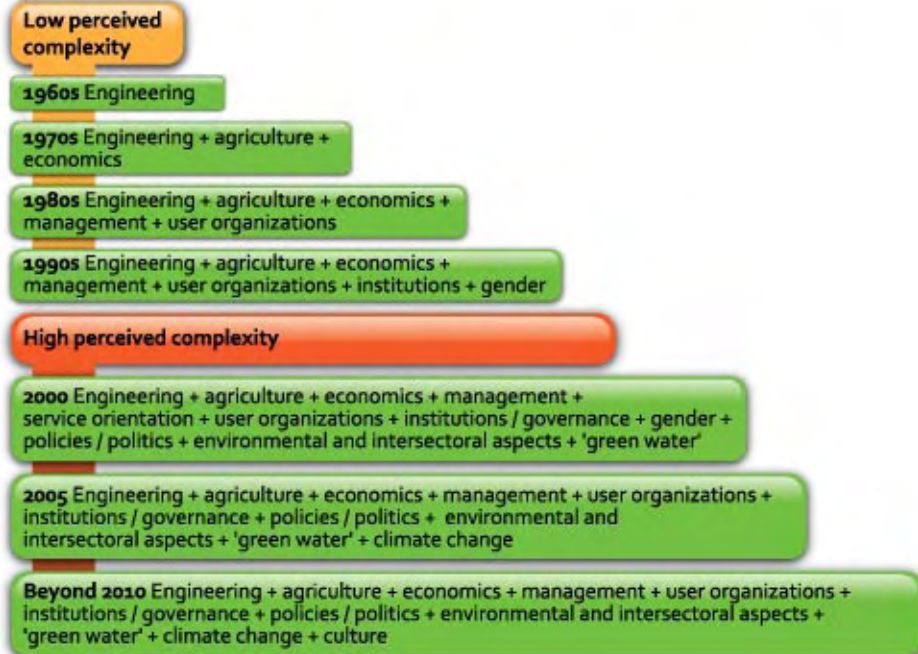 Low perceived
complexity
1960s Engineering
1970s Engineering + agriculture +
economics
1980s Engineering + agriculture + economics +
management + user organizations
1990s Engineering + agriculture + economics +
management + user organizations + institutions + gender
High perceived complexity
2000 Engineering + agriculture + economics + management +
service orientation + user organizations + institutions / governance + gender +
policies / politics + environmental and intersectoral aspects + 'green water'
2005 Engineering + agriculture + economics + management + user organizations +
institutions / governance + policies / politics + environmental and
intersectoral aspects + 'green water' + climate change
Beyond 2010 Engineering + agriculture + economics + management + user organizations +
institutions / governance + policies / politics + environmental and intersectoral aspects +
'green water' + climate change + culture